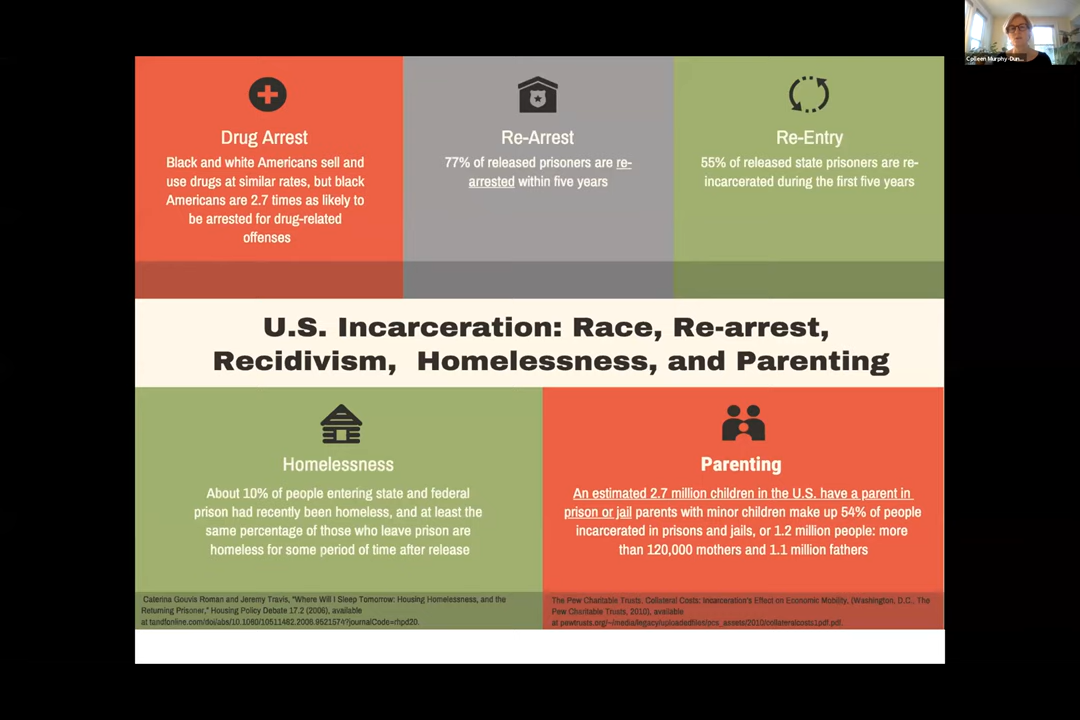 Colleen Murphy-Dun...
Drug Arrest
Black and white Americans sell and
use drugs at similar rates, but black
Americans are 2.7 times as likely to
be arrested for drug-related
offenses
Re-Arrest
77% of released prisoners are re-
arrested within five years
Re-Entry
55% of released state prisoners are re-
incarcerated during the first five years
U.S. Incarceration: Race, Re-arrest,
Recidivism, Homelessness, and Parenting
Homelessness
About 10% of people entering state and federal
prison had recently been homeless, and at least the
same percentage of those who leave prison are
homeless for some period of time after release
Caterina Gouvis Roman and Jeremy Travis, "Where Will I Sleep Tomorrow: Housing Homelessness, and the
Returning Prisoner," Housing Policy Debate 17.2 (2006), available
at tandfonline.com/doi/abs/10.1080/10511482.2006.9521574?journalCode=rhpd20.
Parenting
An estimated 2.7 million children in the U.S. have a parent in
prison or jail parents with minor children make up 54% of people
incarcerated in prisons and jails, or 1.2 million people: more
than 120,000 mothers and 1.1 million fathers
The Pew Charitable Trusts. Collateral Costs: Incarceration's Effect on Economic Mobility, (Washington, D.C., The
Pew Charitable Trusts, 2010), available
at pewtrusts.org/~/media/legacy/uploadedfiles/pcs_assets/2010/collateralcosts1pdf.pdf.